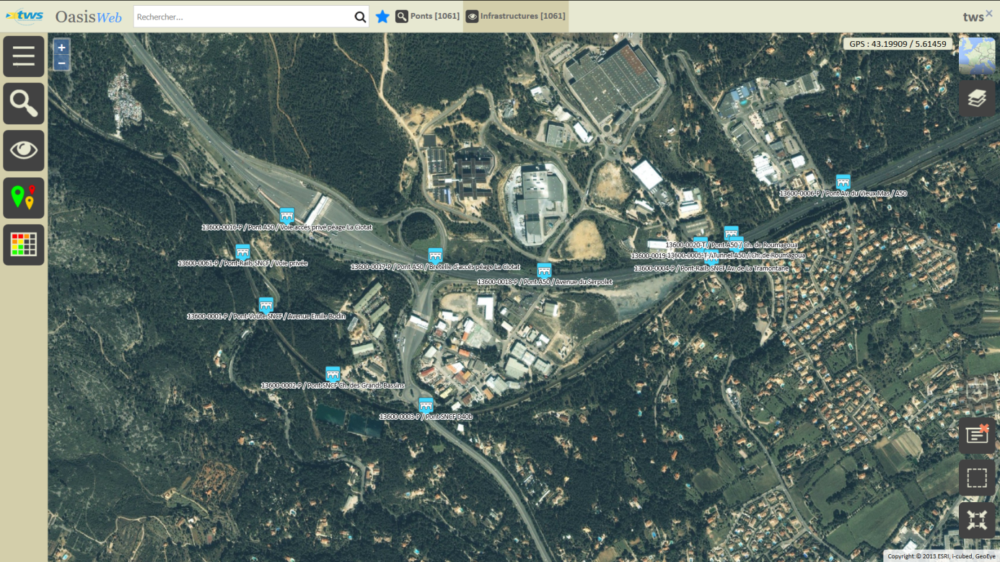 tws
OasisWeb
Rechercher...
Ponts [1061]
Infrastructures [1061]
tws
GPS : 43.19909 / 5.61459
+
−
13600-0006-P / Pont Av. du Vieux Mas / A50
13600-0016-P / Pont A50 / Voie accès privé péage La Ciotat
13600-0020-T / Pont A50 / Ch. de Roumagoua
13600-0019
13600-0005-T / Tunnel A50 / Ch. de Roumagoua
13600-0061-P / Pont-Rails SNCF / Voie privée
13600-0017-P / Pont A50 / Bretelle d'accès péage La Ciotat
13600-0004-P / Pont-Rails SNCF Av. de La Tramontane
13600-0018-P / Pont A50 / Avenue du Serpolet
13600-0001-P / Pont-Voute SNCF / Avenue Emile Bodin
13600-0002-P / Pont SNCF Ch. des Grands Bassins
13600-0003-P / Pont SNCF D40b
Copyright:© 2013 ESRI, i-cubed, GeoEye